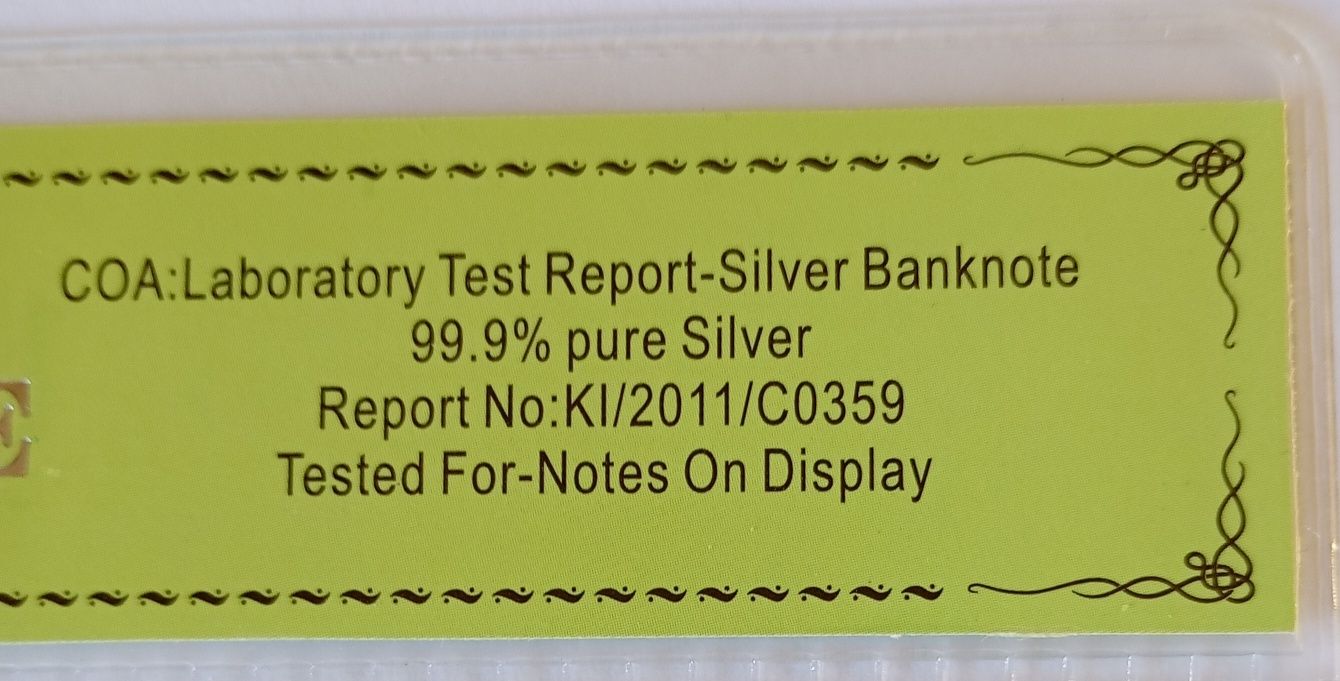 COA:Laboratory Test Report-Silver Banknote
99.9% pure Silver
Report No:KI/2011/C0359
Tested For-Notes On Display
E